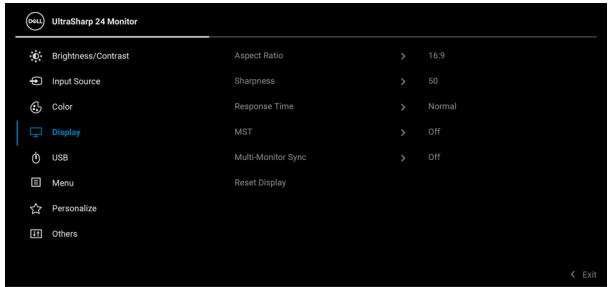 DELL UltraSharp 24 Monitor
Brightness/Contrast Aspect Ratio > 16:9
Input Source Sharpness > 50
Color Response Time > Normal
Display MST > Off
USB Multi-Monitor Sync > Off
Menu Reset Display
Personalize
Others
< Exit